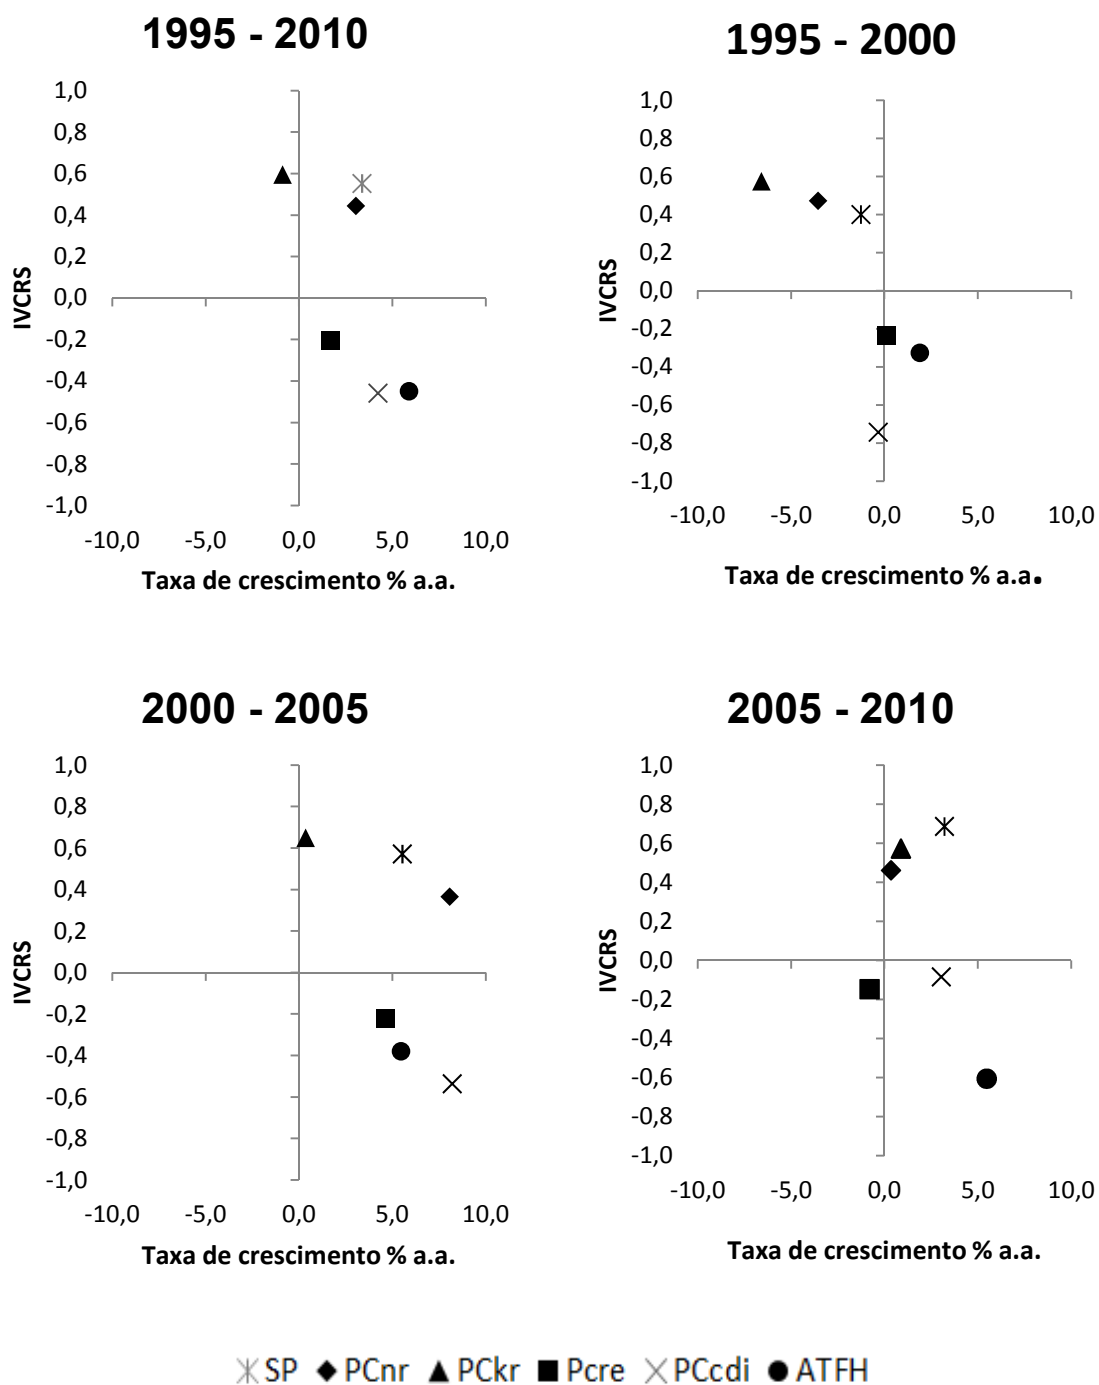 1995 - 2010
1,0
0,8
0,6
0,4
0,2
0,0
-0,2
-0,4
-0,6
-0,8
-1,0
IVCRS
-10,0 -5,0 0,0 5,0 10,0
Taxa de crescimento % a.a.
1995 - 2000
1,0
0,8
0,6
0,4
0,2
0,0
-0,2
-0,4
-0,6
-0,8
-1,0
IVCRS
-10,0 -5,0 0,0 5,0 10,0
Taxa de crescimento % a.a.
2000 - 2005
1,0
0,8
0,6
0,4
0,2
0,0
-0,2
-0,4
-0,6
-0,8
-1,0
IVCRS
-10,0 -5,0 0,0 5,0 10,0
Taxa de crescimento % a.a.
2005 - 2010
1,0
0,8
0,6
0,4
0,2
0,0
-0,2
-0,4
-0,6
-0,8
-1,0
IVCRS
-10,0 -5,0 0,0 5,0 10,0
Taxa de crescimento % a.a.
SP PCnr PCkr Pcre PCcdi ATFH